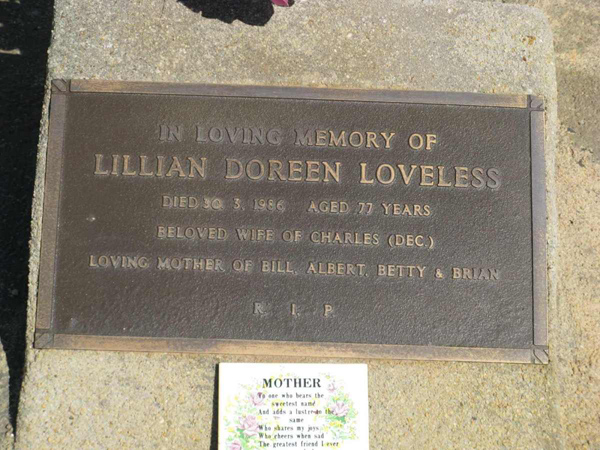 IN LOVING MEMORY OF
LILLIAN DOREEN LOVELESS
DIED 30. 3. 1986 AGED 77 YEARS
BELOVED WIFE OF CHARLES (DEC.)
LOVING MOTHER OF BILL, ALBERT, BETTY & BRIAN
R. I. P.
MOTHER
To one who bears the
sweetest name
And adds a lustre to the
same
Who shares my joys
Who cheers when sad
The greatest friend I ever